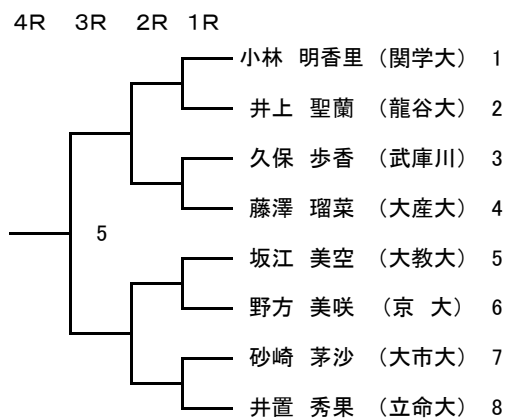 ４R ３R ２R １R
小林 明香里 （関学大） 1
井上 聖蘭 （龍谷大） 2
久保 歩香 （武庫川） 3
藤澤 瑠菜 （大産大） 4
5
坂江 美空 （大教大） 5
野方 美咲 （京 大） 6
砂崎 茅沙 （大市大） 7
井置 秀果 （立命大） 8